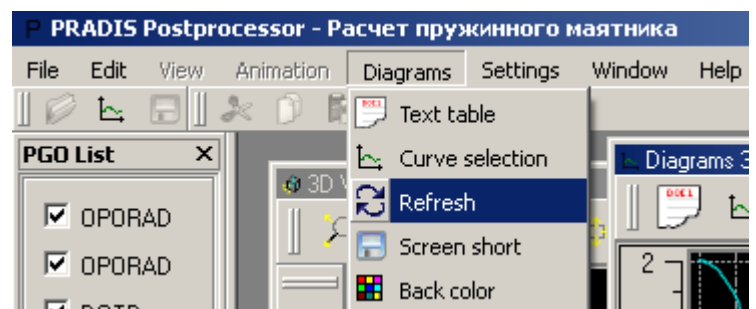 PRADIS Postprocessor - Расчет пружинного маятника
File Edit View Animation Diagrams Settings Window Help
PGO List
OPORAD
OPORAD
3D
Text table
Curve selection
Refresh
Screen short
Back color
Diagrams 3
2